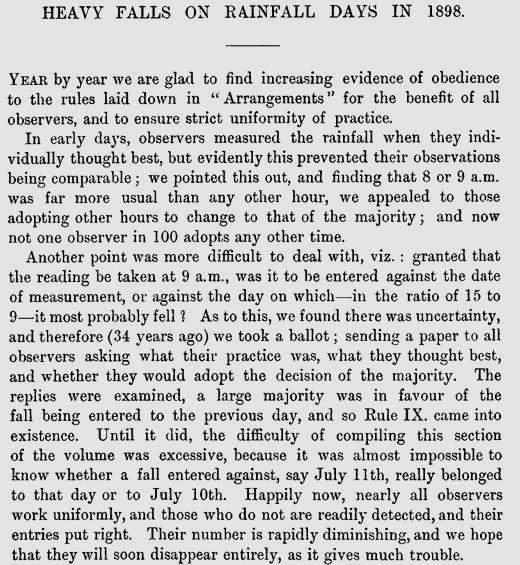 HEAVY FALLS ON RAINFALL DAYS IN 1898.
YEAR by year we are glad to find increasing evidence of obedience
to the rules laid down in “Arrangements” for the benefit of all
observers, and to ensure strict uniformity of practice.
In early days, observers measured the rainfall when they indi-
vidually thought best, but evidently this prevented their observations
being comparable; we pointed this out, and finding that 8 or 9 a.m.
was far more usual than any other hour, we appealed to those
adopting other hours to change to that of the majority; and now
not one observer in 100 adopts any other time.
Another point was more difficult to deal with, viz.: granted that
the reading be taken at 9 a.m., was it to be entered against the date
of measurement, or against the day on which—in the ratio of 15 to
9—it most probably fell? As to this, we found there was uncertainty,
and therefore (34 years ago) we took a ballot; sending a paper to all
observers asking what their practice was, what they thought best,
and whether they would adopt the decision of the majority. The
replies were examined, a large majority was in favour of the
fall being entered to the previous day, and so Rule IX. came into
existence. Until it did, the difficulty of compiling this section
of the volume was excessive, because it was almost impossible to
know whether a fall entered against, say July 11th, really belonged
to that day or to July 10th. Happily now, nearly all observers
work uniformly, and those who do not are readily detected, and their
entries put right. Their number is rapidly diminishing, and we hope
that they will soon disappear entirely, as it gives much trouble.